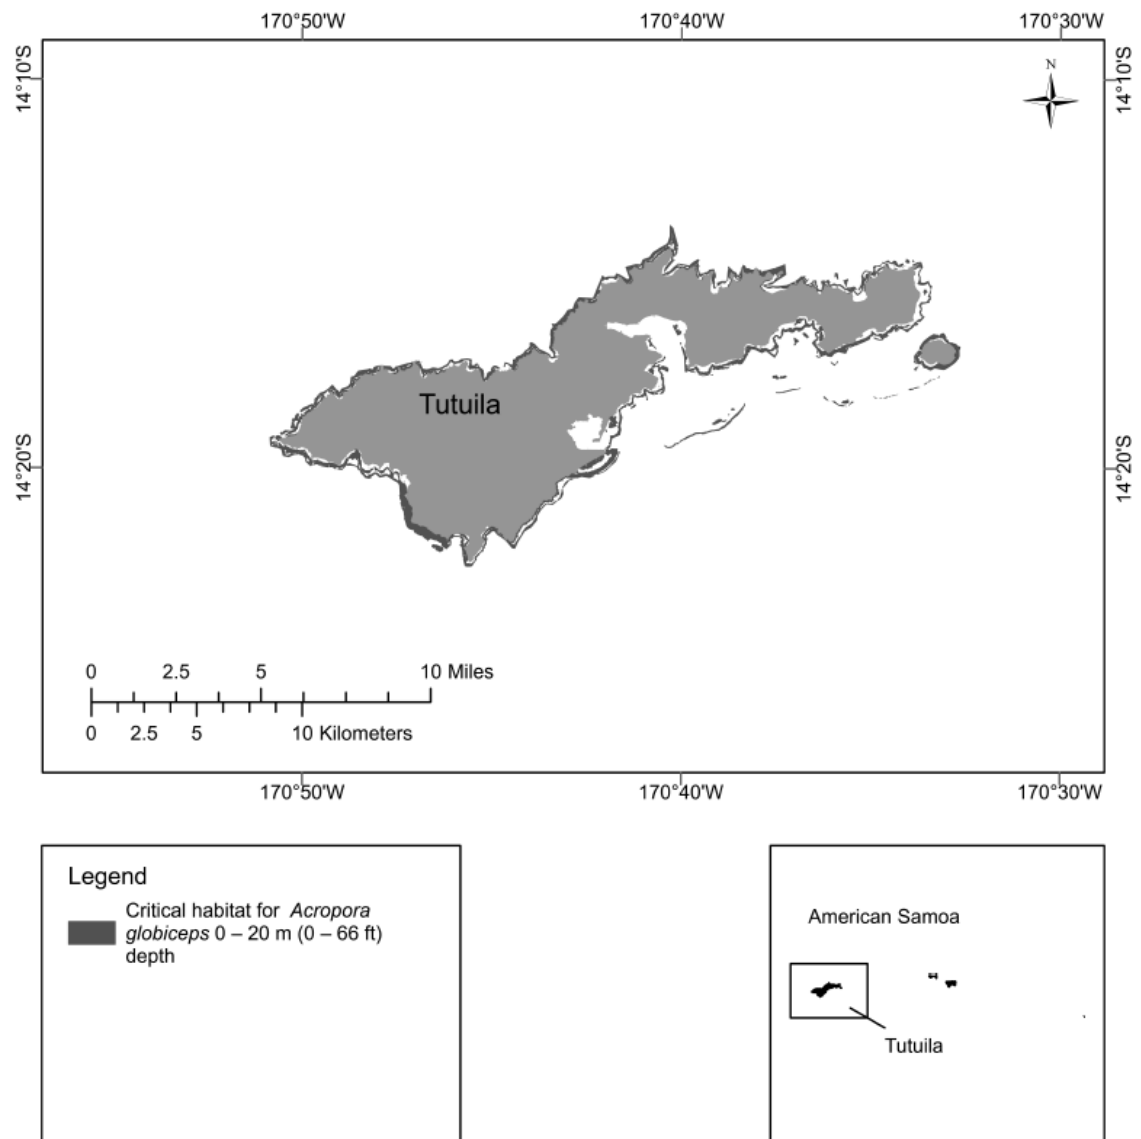 170°50'W 170°40'W 170°30'W
N
14°10'S 14°10'S
Tutuila
14°20'S 14°20'S
0 2.5 5 10 Miles
0 2.5 5 10 Kilometers
170°50'W 170°40'W 170°30'W
Legend
Critical habitat for Acropora
globiceps 0 – 20 m (0 – 66 ft)
depth
American Samoa
Tutuila